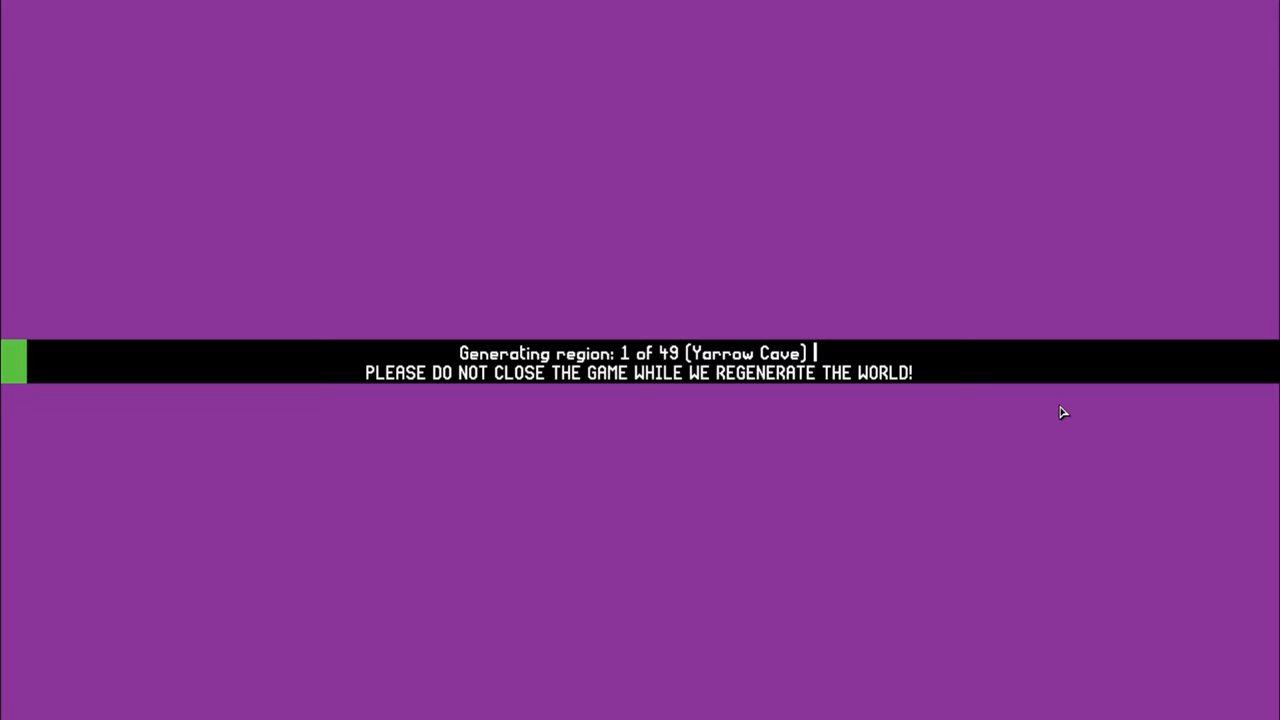 Generating region: 1 of 49 (Yarrow Cave) |
PLEASE DO NOT CLOSE THE GAME WHILE WE REGENERATE THE WORLD!